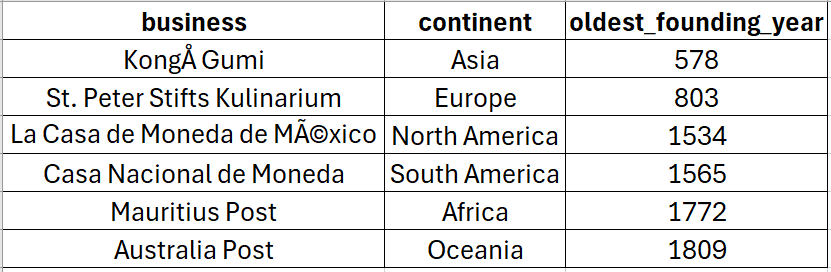 business continent oldest_founding_year
KongÅ Gumi Asia 578
St. Peter Stifts Kulinarium Europe 803
La Casa de Moneda de MÃ©xico North America 1534
Casa Nacional de Moneda South America 1565
Mauritius Post Africa 1772
Australia Post Oceania 1809